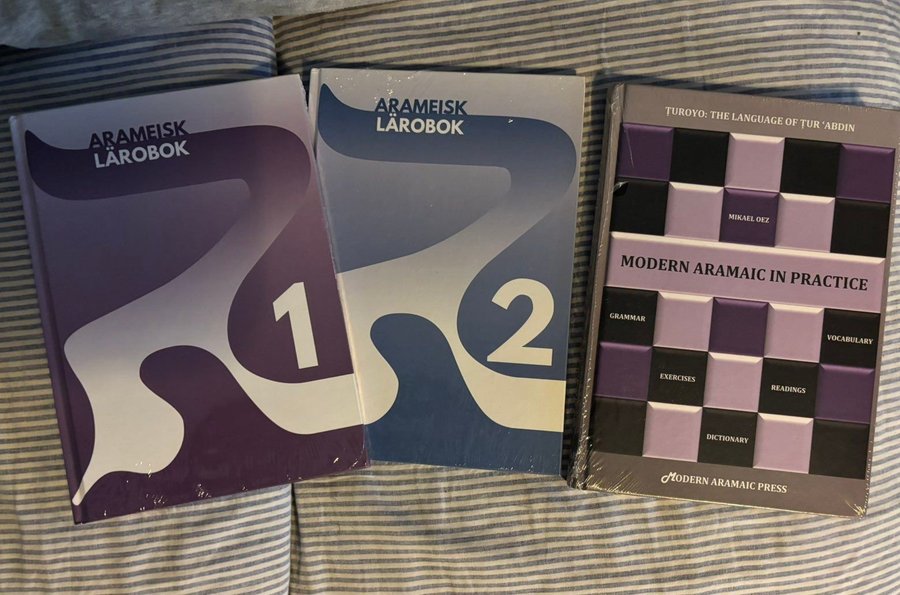 ARAMEISK
LÄROBOK
1
ARAMEISK
LÄROBOK
2
ṬUROYO: THE LANGUAGE OF ṬUR ʿABDIN
MIKAEL OEZ
MODERN ARAMAIC IN PRACTICE
GRAMMAR
VOCABULARY
EXERCISES
READINGS
DICTIONARY
MODERN ARAMAIC PRESS